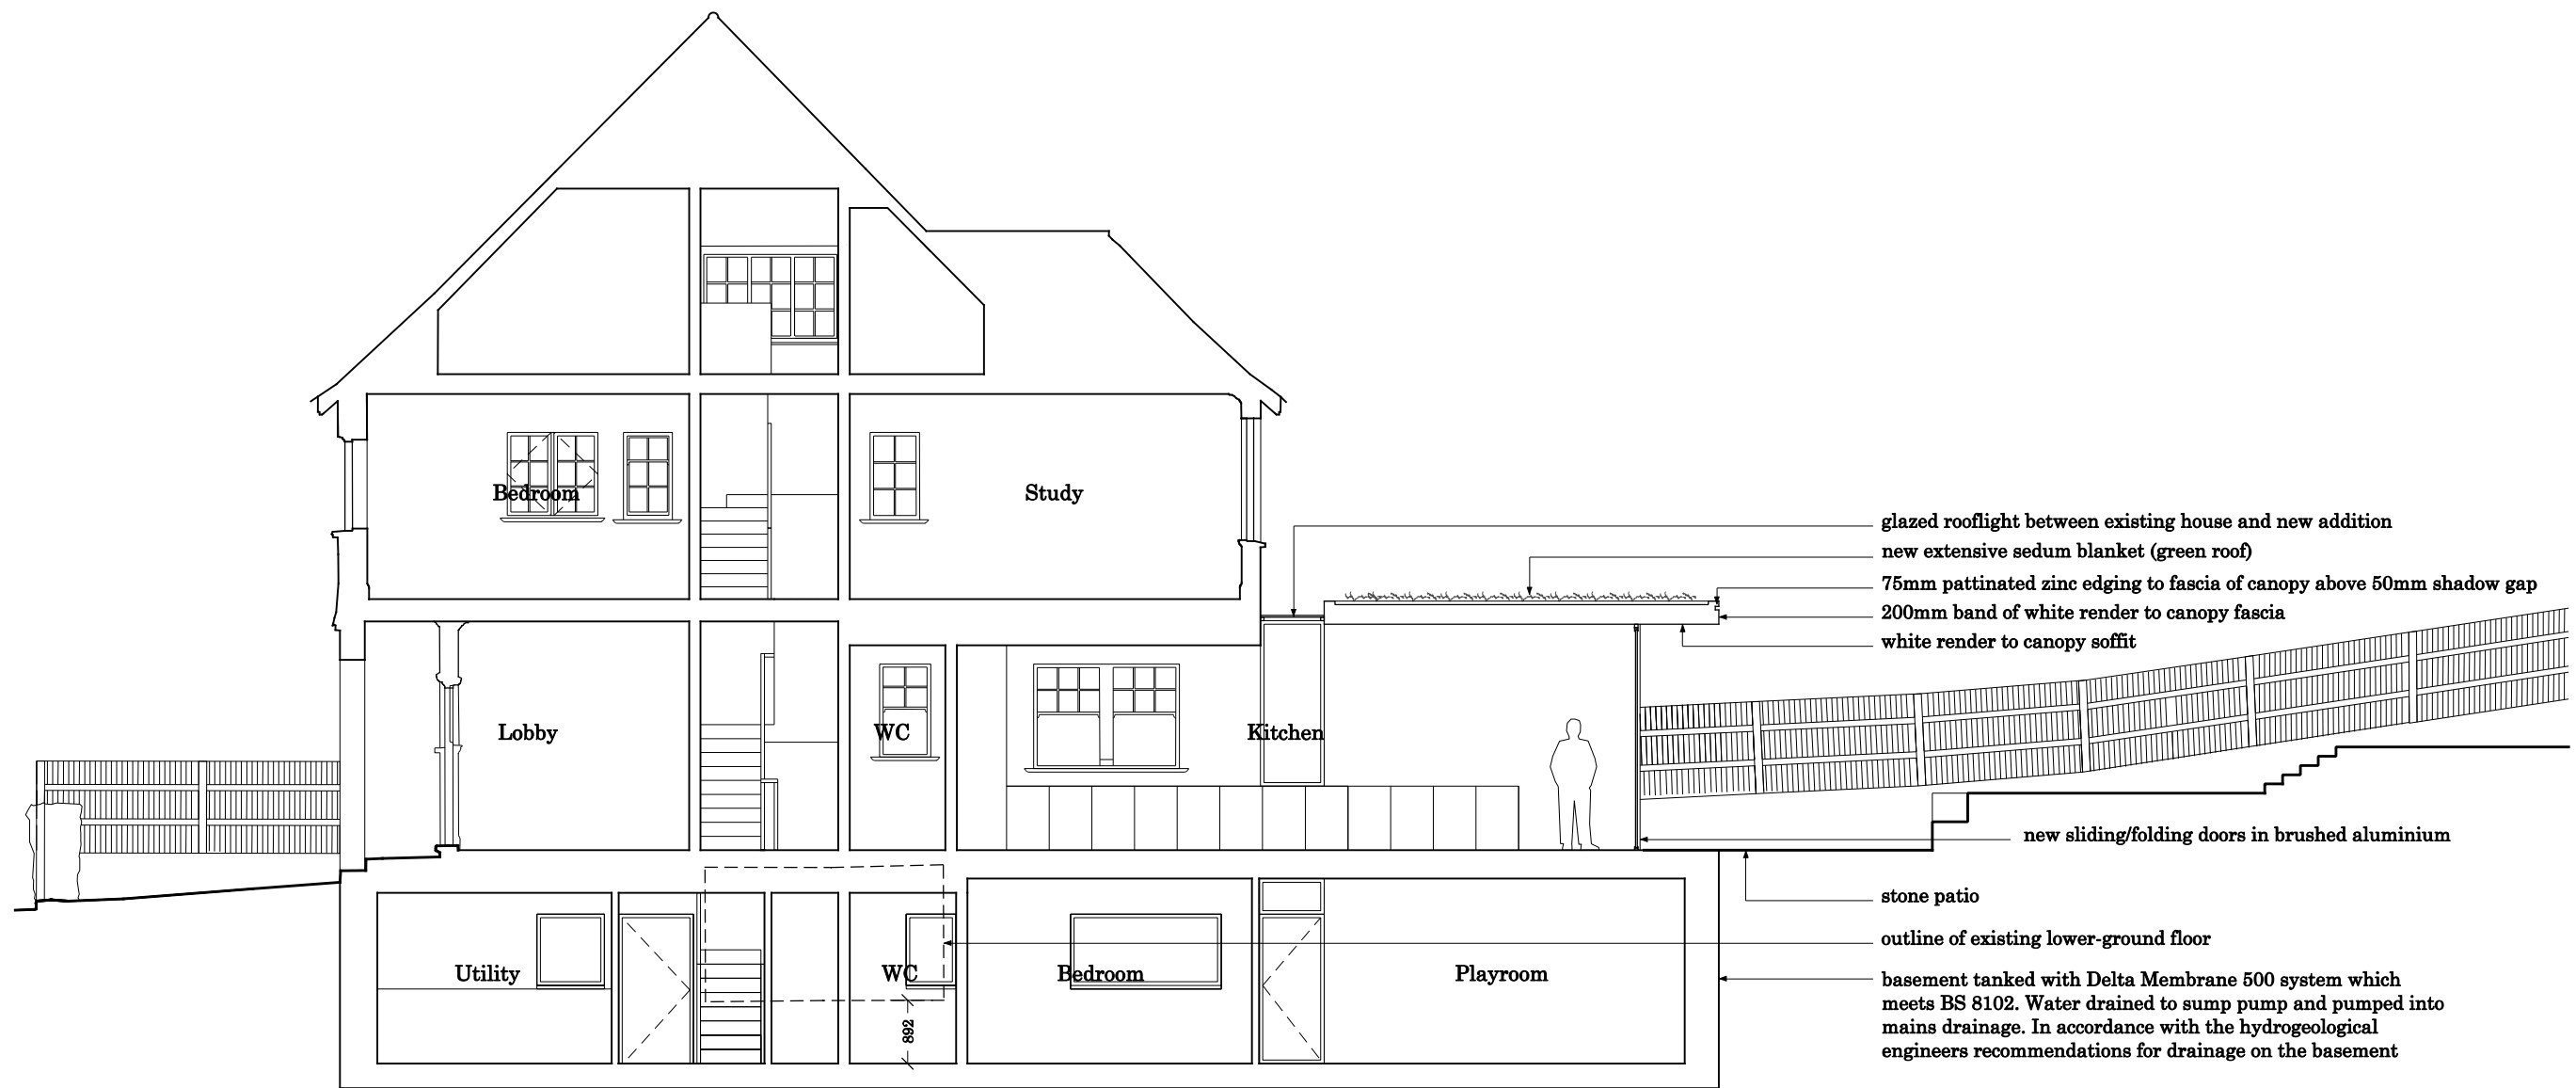 Bedroom
Study
glazed rooflight between existing house and new addition
new extensive sedum blanket (green roof)
75mm pattinated zinc edging to fascia of canopy above 50mm shadow gap
200mm band of white render to canopy fascia
white render to canopy soffit
Lobby
WC
Kitchen
new sliding/folding doors in brushed aluminium
stone patio
outline of existing lower-ground floor
Utility
WC
Bedroom
Playroom
892
basement tanked with Delta Membrane 500 system which
meets BS 8102. Water drained to sump pump and pumped into
mains drainage. In accordance with the hydrogeological
engineers recommendations for drainage on the basement